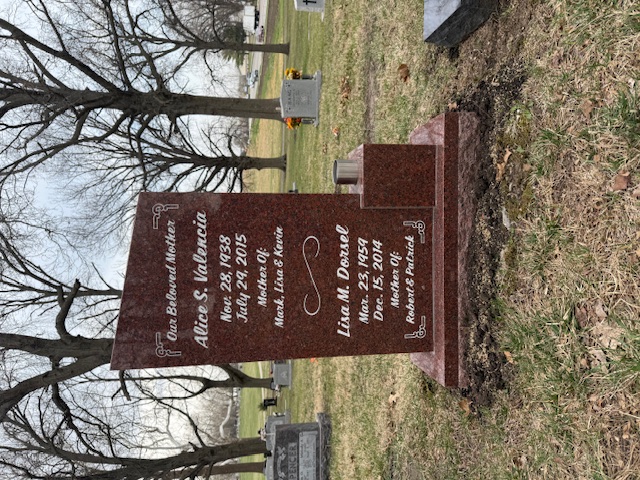 Our Beloved Mother
Alice S. Valencia
Nov. 28, 1938
July 29, 2015
Mother Of:
Mark, Lisa & Kevin
Lisa M. Dorsel
Mar. 23, 1959
Dec. 15, 2014
Mother Of:
Robert & Patrick